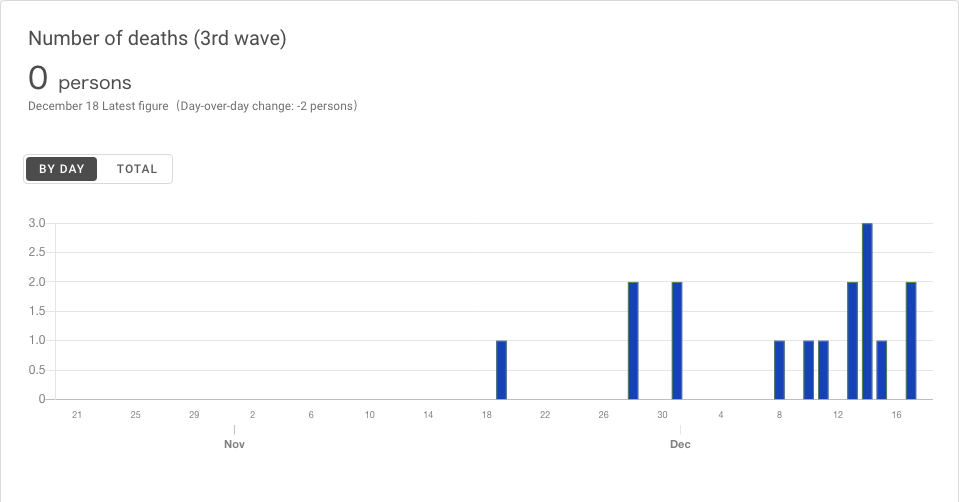 Number of deaths (3rd wave)
0 persons
December 18 Latest figure (Day-over-day change: -2 persons)
BY DAY TOTAL
3.0
2.5
2.0
1.5
1.0
0.5
0
21 25 29 2 6 10 14 18 22 26 30 4 8 12 16
Nov Dec